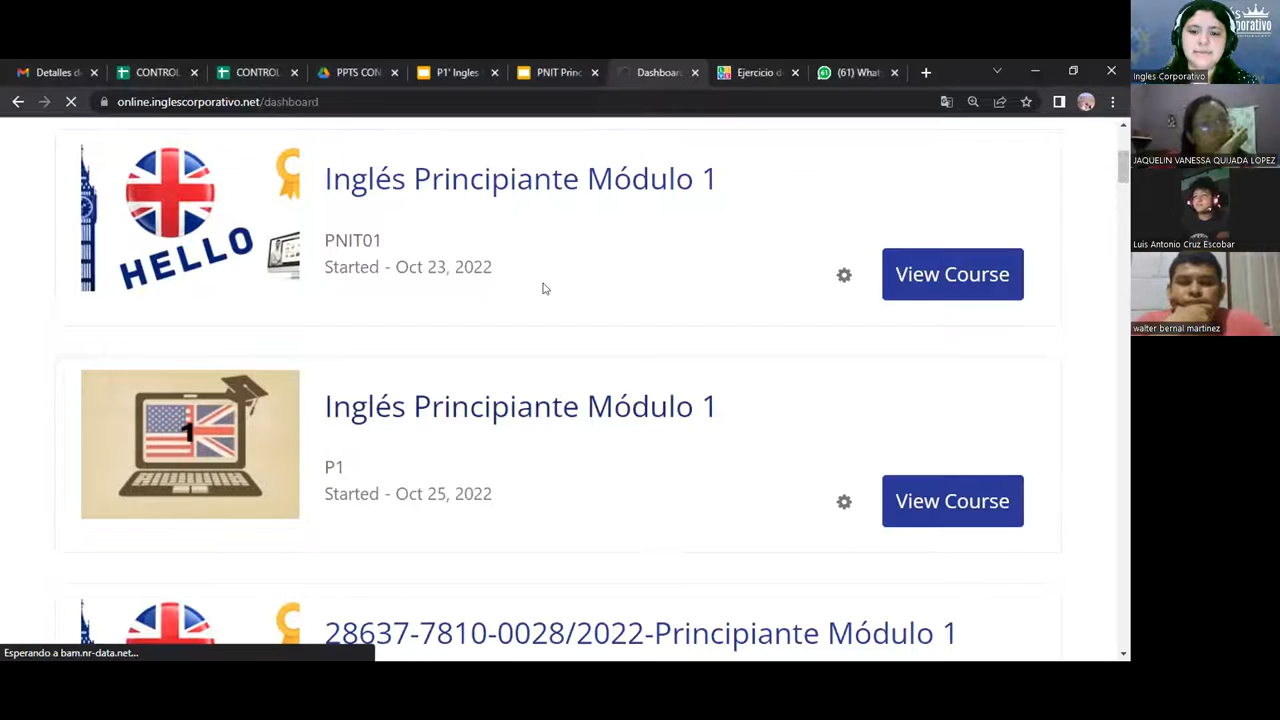 Detalles d
CONTROL
CONTROL
PPTS CON
P1' Ingles
PNIT Princ
Dashboar
Ejercicio d
(61) What
online.inglescorporativo.net/dashboard
Inglés Principiante Módulo 1
PNIT01
Started - Oct 23, 2022
View Course
HELLO
Inglés Principiante Módulo 1
P1
Started - Oct 25, 2022
View Course
1
28637-7810-0028/2022-Principiante Módulo 1
Esperando a bam.nr-data.net...
Ingles Corporativo
JAQUELIN VANESSA QUIJADA LOPEZ
Luis Antonio Cruz Escobar
walter bernal martinez